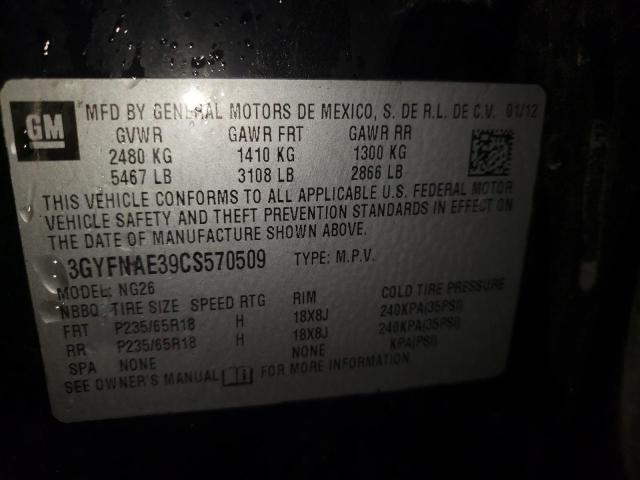 GM
MFD BY GENERAL MOTORS DE MEXICO, S. DE R.L. DE C.V. 01/12
GVWR GAWR FRT GAWR RR
2480 KG 1410 KG 1300 KG
5467 LB 3108 LB 2866 LB
THIS VEHICLE CONFORMS TO ALL APPLICABLE U.S. FEDERAL MOTOR
VEHICLE SAFETY AND THEFT PREVENTION STANDARDS IN EFFECT ON
THE DATE OF MANUFACTURE SHOWN ABOVE.
3GYFNAE39CS570509 TYPE: M.P.V.
MODEL: NG26
NBBQ TIRE SIZE SPEED RTG RIM COLD TIRE PRESSURE
FRT P235/65R18 H 18X8J 240KPA(35PSI)
RR P235/65R18 H 18X8J 240KPA(35PSI)
SPA NONE NONE KPA(PSI)
SEE OWNER'S MANUAL FOR MORE INFORMATION.